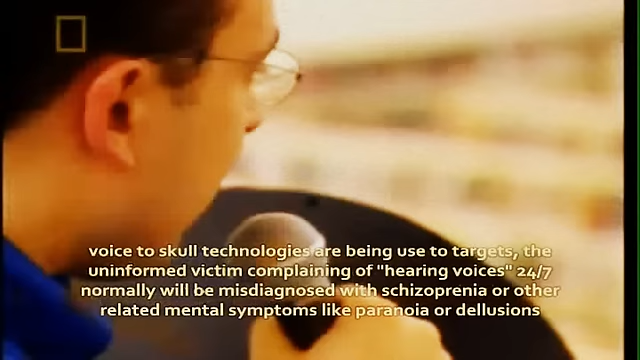 voice to skull technologies are being use to targets, the
uninformed victim complaining of "hearing voices" 24/7
normally will be misdiagnosed with schizoprenia or other
related mental symptoms like paranoia or dellusions